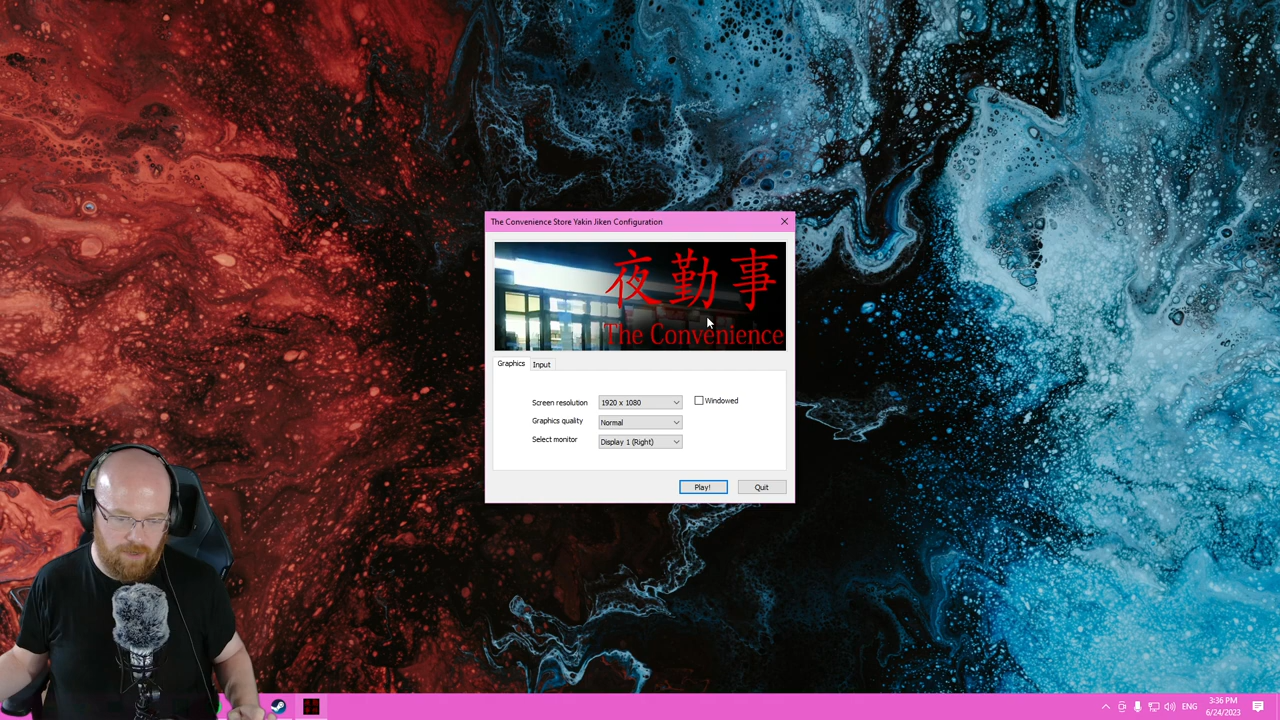 The Convenience Store Yakin Jiken Configuration
夜勤事
The Convenience
Graphics
Input
Screen resolution
1920 x 1080
Windowed
Graphics quality
Normal
Select monitor
Display 1 (Right)
Play!
Quit
ENG
3:36 PM
6/24/2023